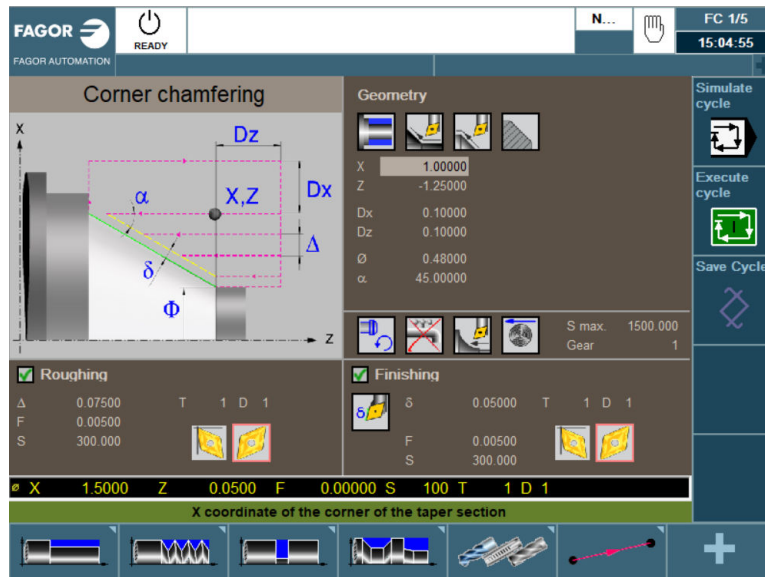 FAGOR
READY
N...
FC 1/5
15:04:55
FAGOR AUTOMATION
Corner chamfering
X
Dz
α
X,Z
Dx
Δ
δ
Φ
Z
Geometry
X 1.00000
Z -1.25000
Dx 0.10000
Dz 0.10000
Ø 0.48000
α 45.00000
S max. 1500.000
Gear 1
Roughing
Δ 0.07500 T 1 D 1
F 0.00500
S 300.000
Finishing
δ
δ 0.05000 T 1 D 1
F 0.00500
S 300.000
Simulate
cycle
Execute
cycle
Save Cycle
ø X 1.5000 Z 0.0500 F 0.00000 S 100 T 1 D 1
X coordinate of the corner of the taper section